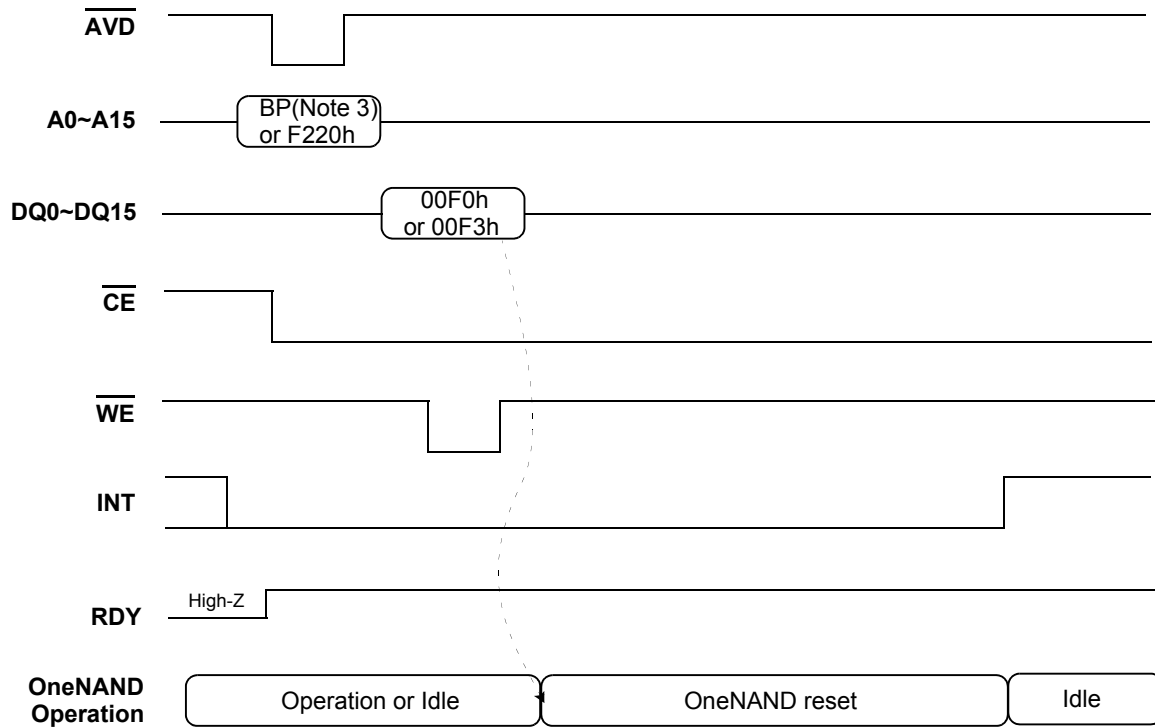 AVD
A0~A15
BP(Note 3)
or F220h
DQ0~DQ15
00F0h
or 00F3h
CE
WE
INT
RDY
High-Z
OneNAND
Operation
Operation or Idle
OneNAND reset
Idle